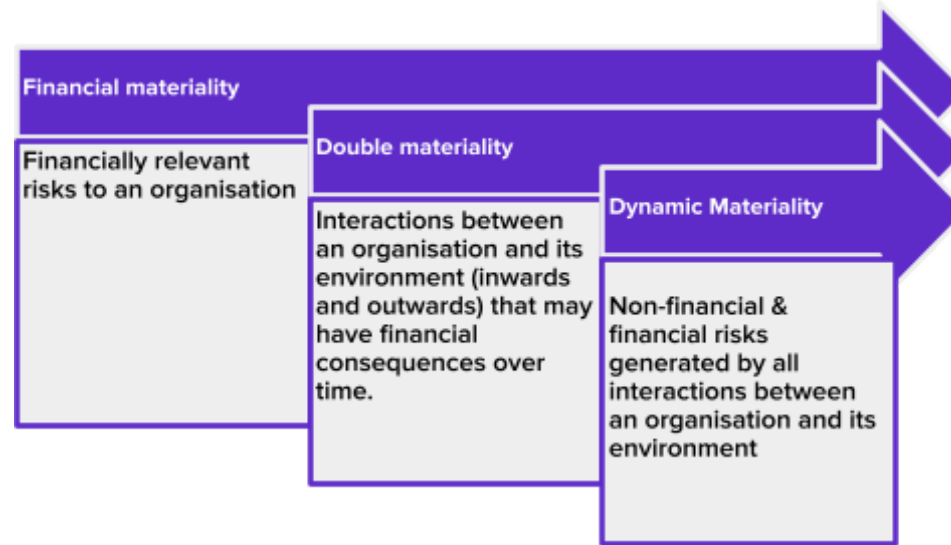 Financial materiality
Financially relevant
risks to an organisation
Double materiality
Interactions between
an organisation and its
environment (inwards
and outwards) that may
have financial
consequences over
time.
Dynamic Materiality
Non-financial &
financial risks
generated by all
interactions between
an organisation and its
environment